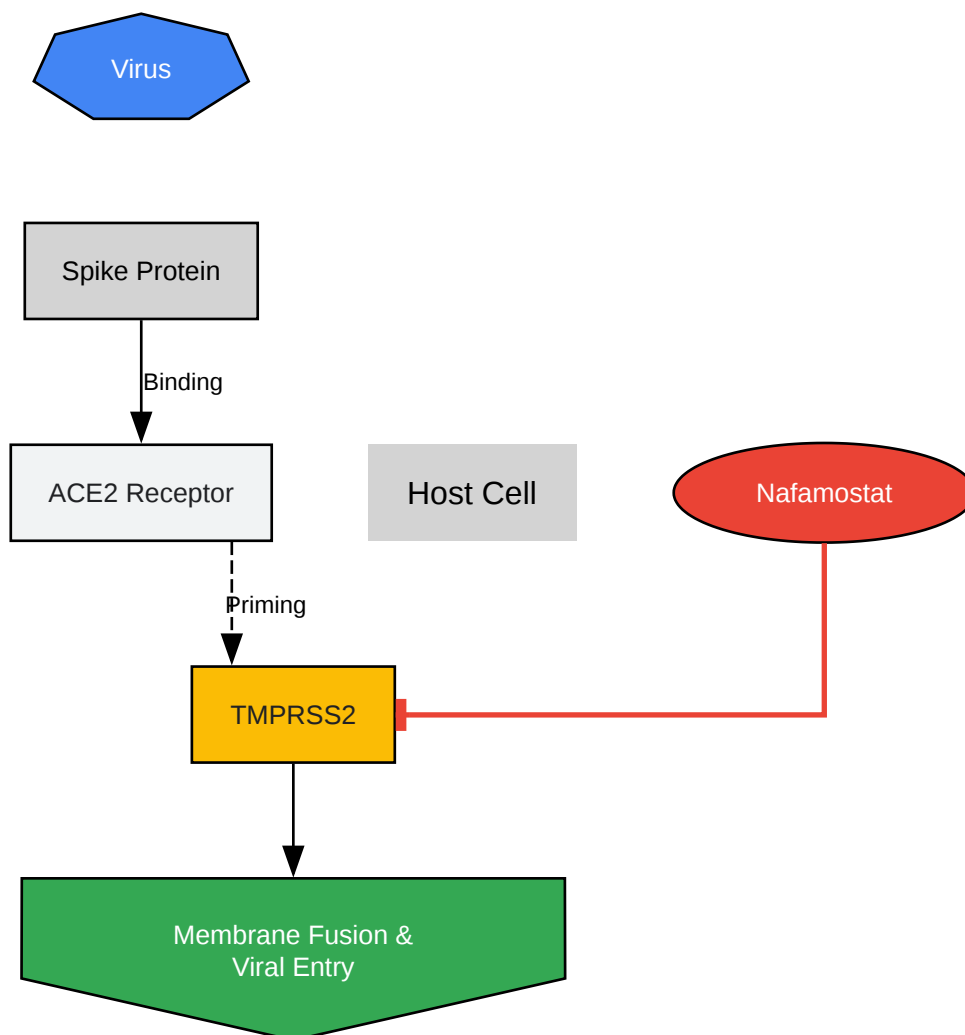 Virus
Spike Protein
Binding
ACE2 Receptor
Host Cell
Nafamostat
Priming
TMPRSS2
Membrane Fusion &
Viral Entry